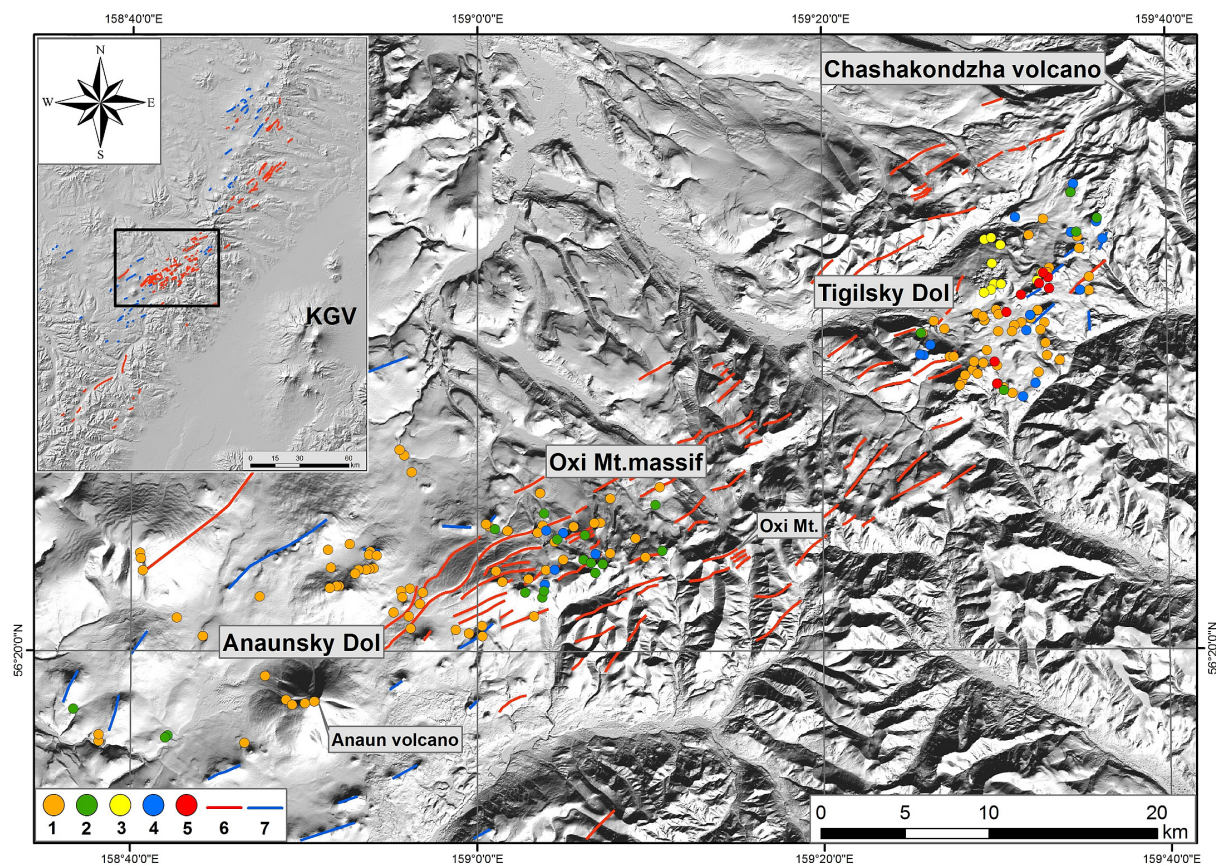 158°40'0"E
159°0'0"E
159°20'0"E
159°40'0"E
N
W
E
S
Chashakondzha volcano
Tigilsky Dol
KGV
0 15 30 60
km
Oxi Mt.massif
Oxi Mt.
Anaunsky Dol
56°20'0"N
56°20'0"N
Anaun volcano
1 2 3 4 5 6 7
0 5 10 20
km
158°40'0"E
159°0'0"E
159°20'0"E
159°40'0"E